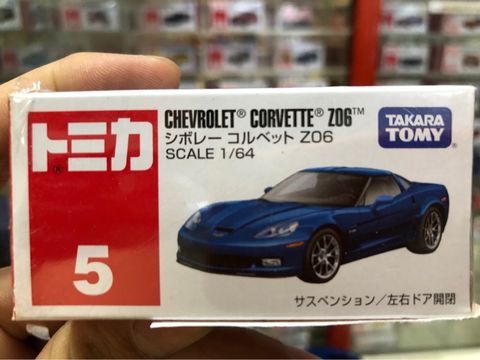 トミカ®
5
CHEVROLET® CORVETTE® Z06™
シボレー コルベット Z06
SCALE 1/64
TAKARA
TOMY®
サスペンション/左右ドア開閉